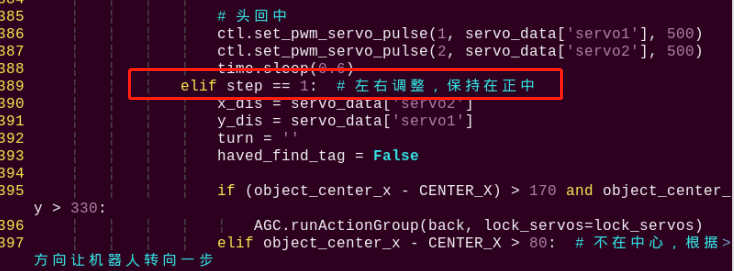 385 # 头回中
386 ctl.set_pwm_servo_pulse(1, servo_data['servo1'], 500)
387 ctl.set_pwm_servo_pulse(2, servo_data['servo2'], 500)
388 time.sleep(0.6)
389 elif step == 1:  # 左右调整，保持在正中
390 x_dis = servo_data['servo2']
391 y_dis = servo_data['servo1']
392 turn = ''
393 haved_find_tag = False
394
395 if (object_center_x - CENTER_X) > 170 and object_center_
y > 330:
396 AGC.runActionGroup(back, lock_servos=lock_servos)
397 elif object_center_x - CENTER_X > 80:  # 不在中心，根据>
方向让机器人转向一步